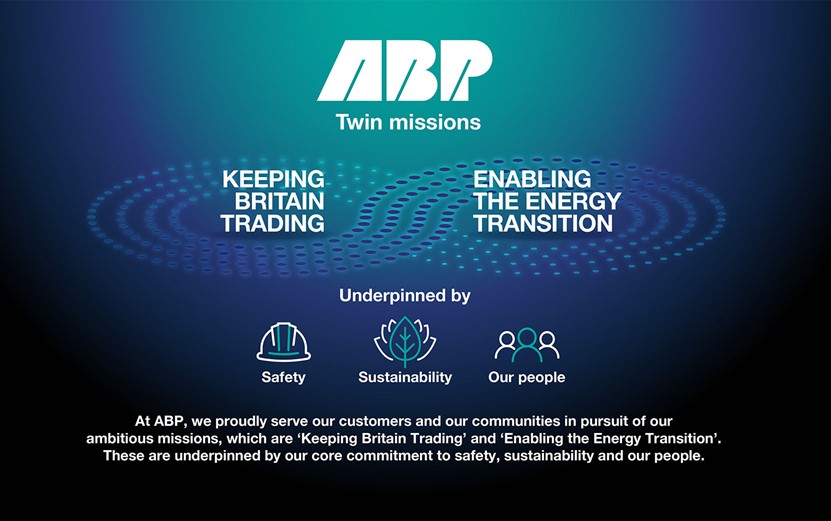 ABP
Twin missions
KEEPING
BRITAIN
TRADING
ENABLING
THE ENERGY
TRANSITION
Underpinned by
Safety
Sustainability
Our people
At ABP, we proudly serve our customers and our communities in pursuit of our
ambitious missions, which are ‘Keeping Britain Trading’ and ‘Enabling the Energy Transition’.
These are underpinned by our core commitment to safety, sustainability and our people.